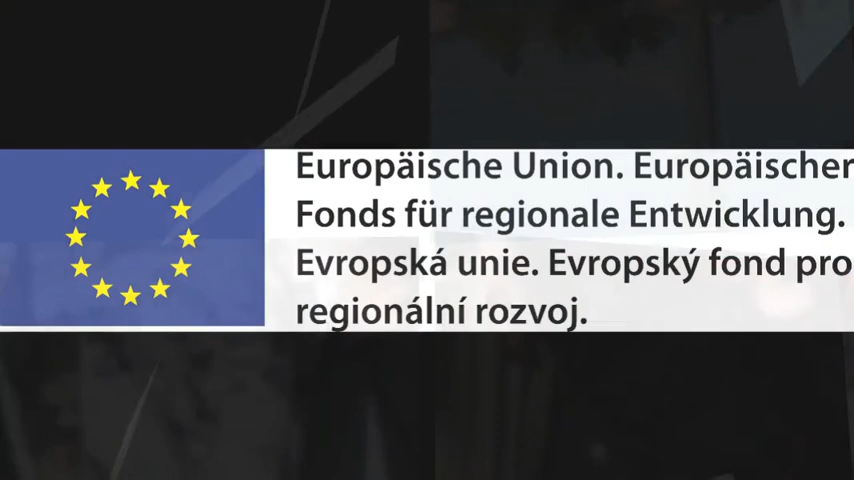 Europäische Union. Europäischer
Fonds für regionale Entwicklung.
Evropská unie. Evropský fond pro
regionální rozvoj.